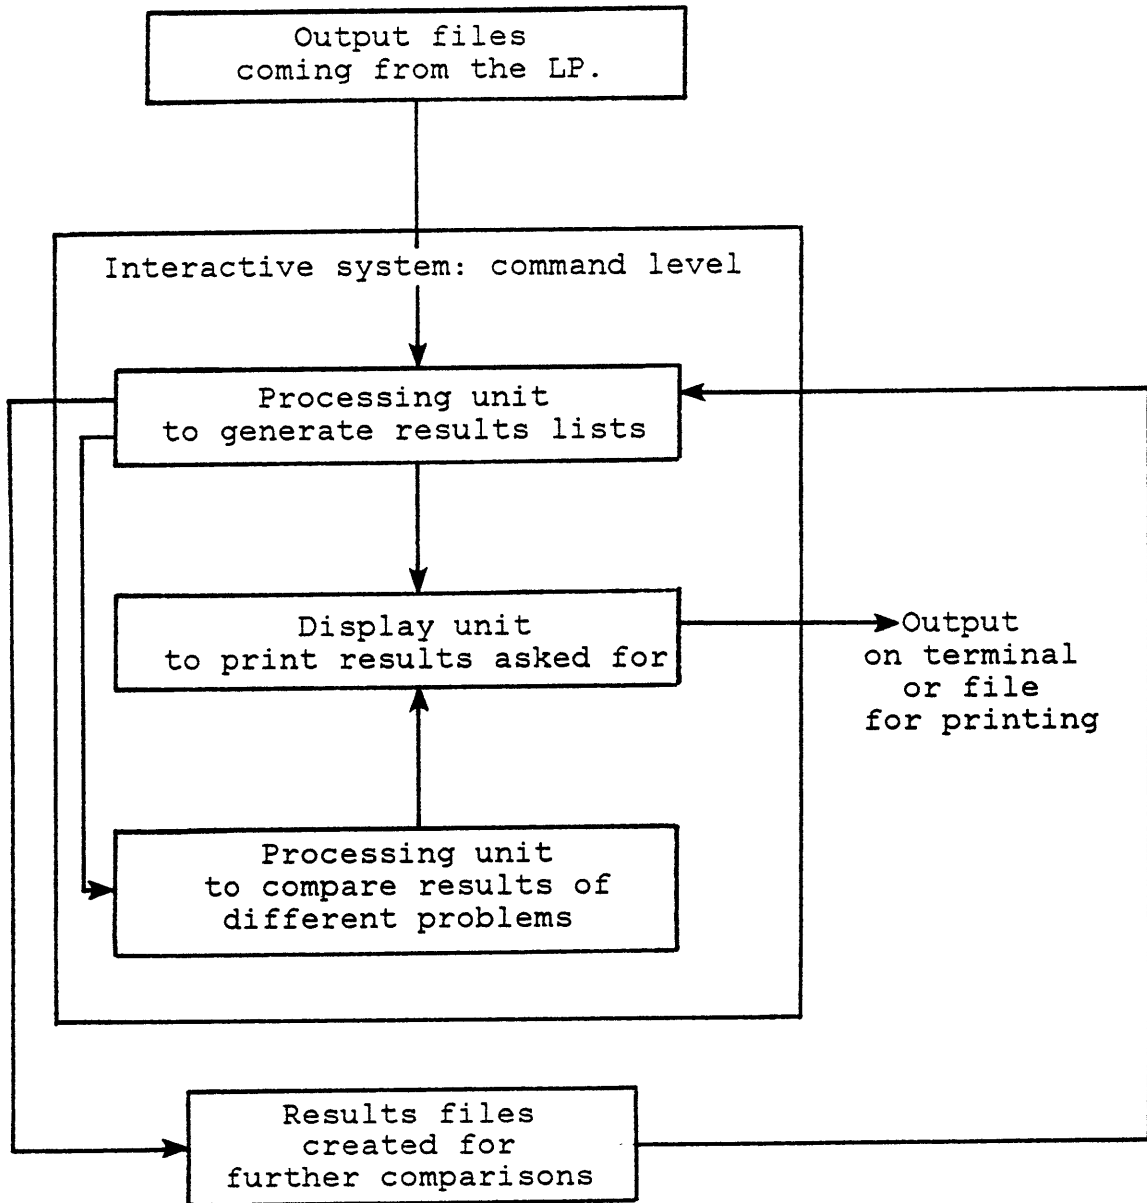 Output files
coming from the LP.
Interactive system: command level
Processing unit
to generate results lists
Display unit
to print results asked for
Output
on terminal
or file
for printing
Processing unit
to compare results of
different problems
Results files
created for
further comparisons